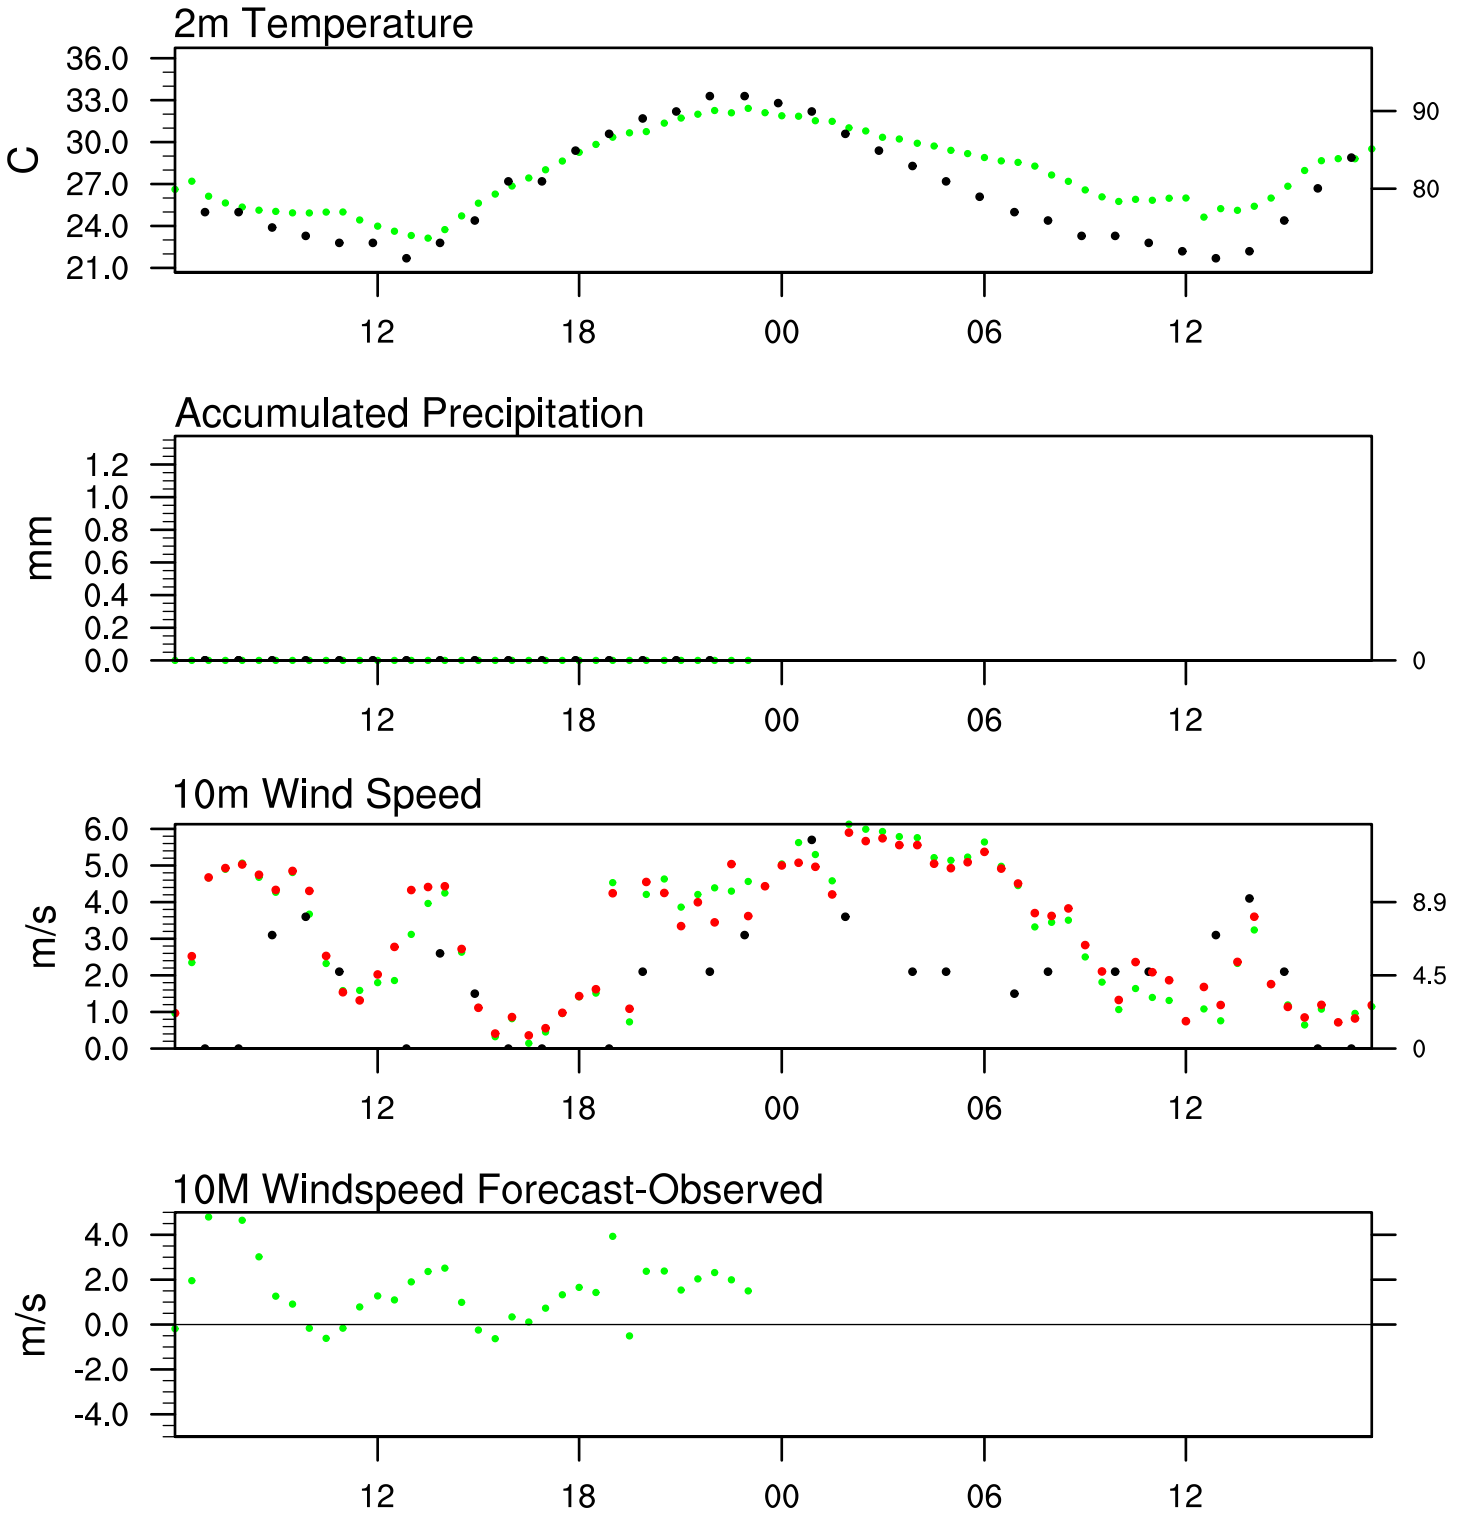 2m Temperature
36.0
33.0
30.0
27.0
24.0
21.0
C
90
80
12 18 00 06 12
Accumulated Precipitation
1.2
1.0
0.8
0.6
0.4
0.2
0.0
mm
0
12 18 00 06 12
10m Wind Speed
6.0
5.0
4.0
3.0
2.0
1.0
0.0
m/s
8.9
4.5
0
12 18 00 06 12
10M Windspeed Forecast-Observed
4.0
2.0
0.0
-2.0
-4.0
m/s
12 18 00 06 12